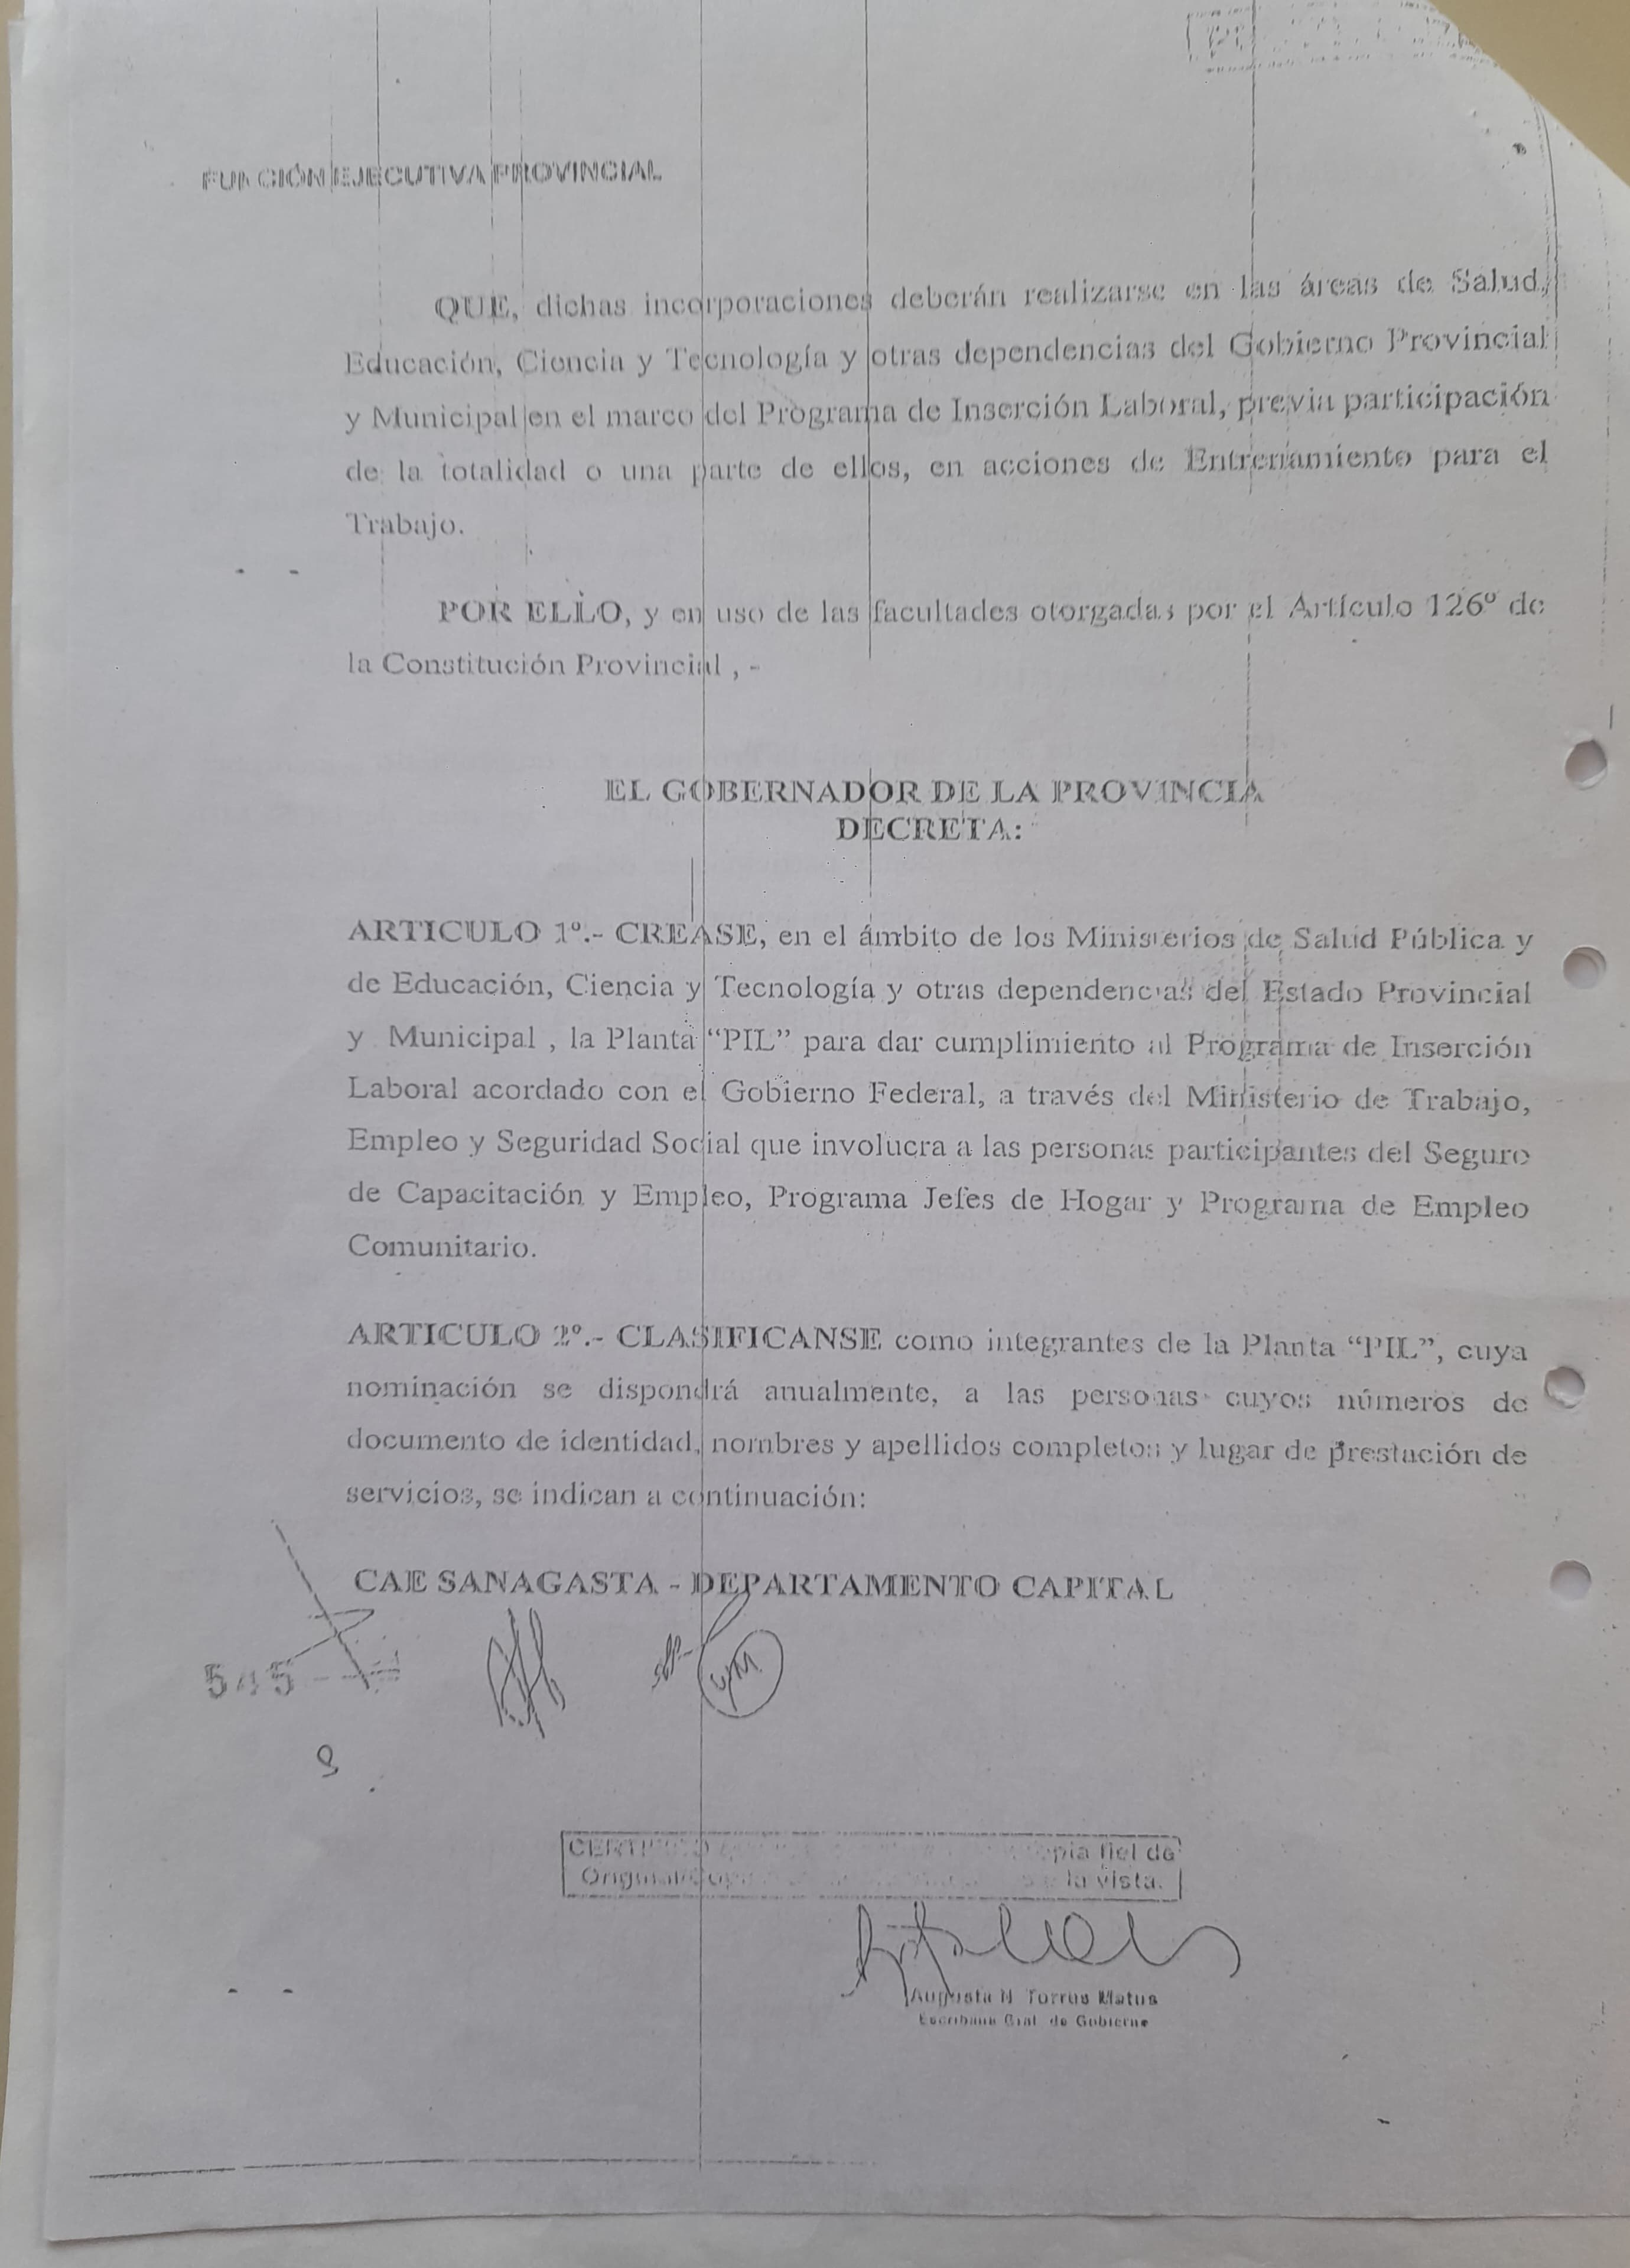 FUNCIÓN EJECUTIVA PROVINCIAL
QUE, dichas incorporaciones deberán realizarse en las áreas de Salud,
Educación, Ciencia y Tecnología y otras dependencias del Gobierno Provincial
y Municipal en el marco del Programa de Inserción Laboral, previa participación
de la totalidad o una parte de ellos, en acciones de Entrenamiento para el
Trabajo.
POR ELLO, y en uso de las facultades otorgadas por el Artículo 126º de
la Constitución Provincial , -
EL GOBERNADOR DE LA PROVINCIA
DECRETA:
ARTICULO 1º.- CREASE, en el ámbito de los Ministerios de Salud Pública y
de Educación, Ciencia y Tecnología y otras dependencias del Estado Provincial
y Municipal , la Planta “PIL” para dar cumplimiento al Programa de Inserción
Laboral acordado con el Gobierno Federal, a través del Ministerio de Trabajo,
Empleo y Seguridad Social que involucra a las personas participantes del Seguro
de Capacitación y Empleo, Programa Jefes de Hogar y Programa de Empleo
Comunitario.
ARTICULO 2º.- CLASIFICANSE como integrantes de la Planta “PIL”, cuya
nominación se dispondrá anualmente, a las personas cuyos números de
documento de identidad, nombres y apellidos completos y lugar de prestación de
servicios, se indican a continuación:
CAE SANAGASTA - DEPARTAMENTO CAPITAL
545
fiel de
la vista.
Augusta N Torres Matus
Escribana Gral. de Gobierno